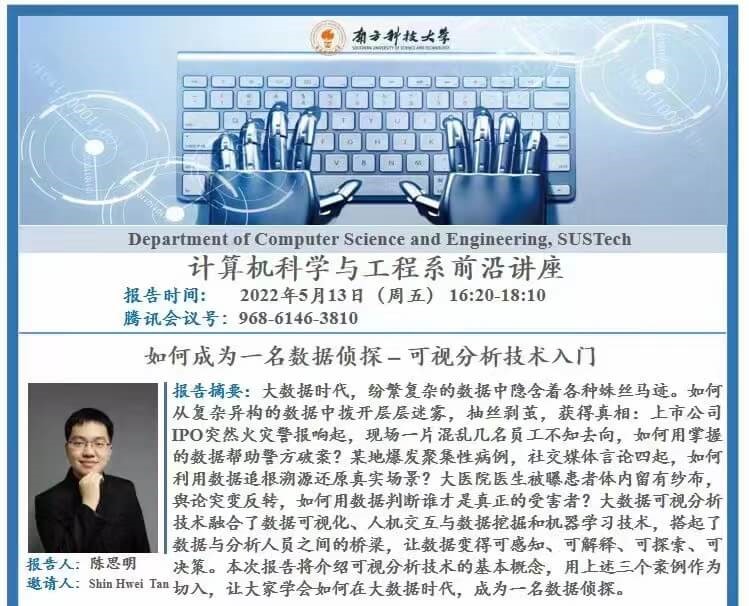 南方科技大学
SOUTHERN UNIVERSITY OF SCIENCE AND TECHNOLOGY
Department of Computer Science and Engineering, SUSTech
计算机科学与工程系前沿讲座
报告时间： 2022年5月13日（周五）16:20-18:10
腾讯会议号：968-6146-3810
如何成为一名数据侦探 – 可视分析技术入门
报告摘要：大数据时代，纷繁复杂的数据中隐含着各种蛛丝马迹。如何
从复杂异构的数据中拨开层层迷雾，抽丝剥茧，获得真相：上市公司
IPO突然火灾警报响起，现场一片混乱几名员工不知去向，如何用掌握
的数据帮助警方破案？某地爆发聚集性病例，社交媒体言论四起，如何
利用数据追根溯源还原真实场景？大医院医生被曝患者体内留有纱布，
舆论突变反转，如何用数据判断谁才是真正的受害者？大数据可视分析
技术融合了数据可视化、人机交互与数据挖掘和机器学习技术，搭起了
数据与分析人员之间的桥梁，让数据变得可感知、可解释、可探索、可
决策。本次报告将介绍可视分析技术的基本概念，用上述三个案例作为
切入，让大家学会如何在大数据时代，成为一名数据侦探。
报告人：陈思明
邀请人：Shin Hwei Tan